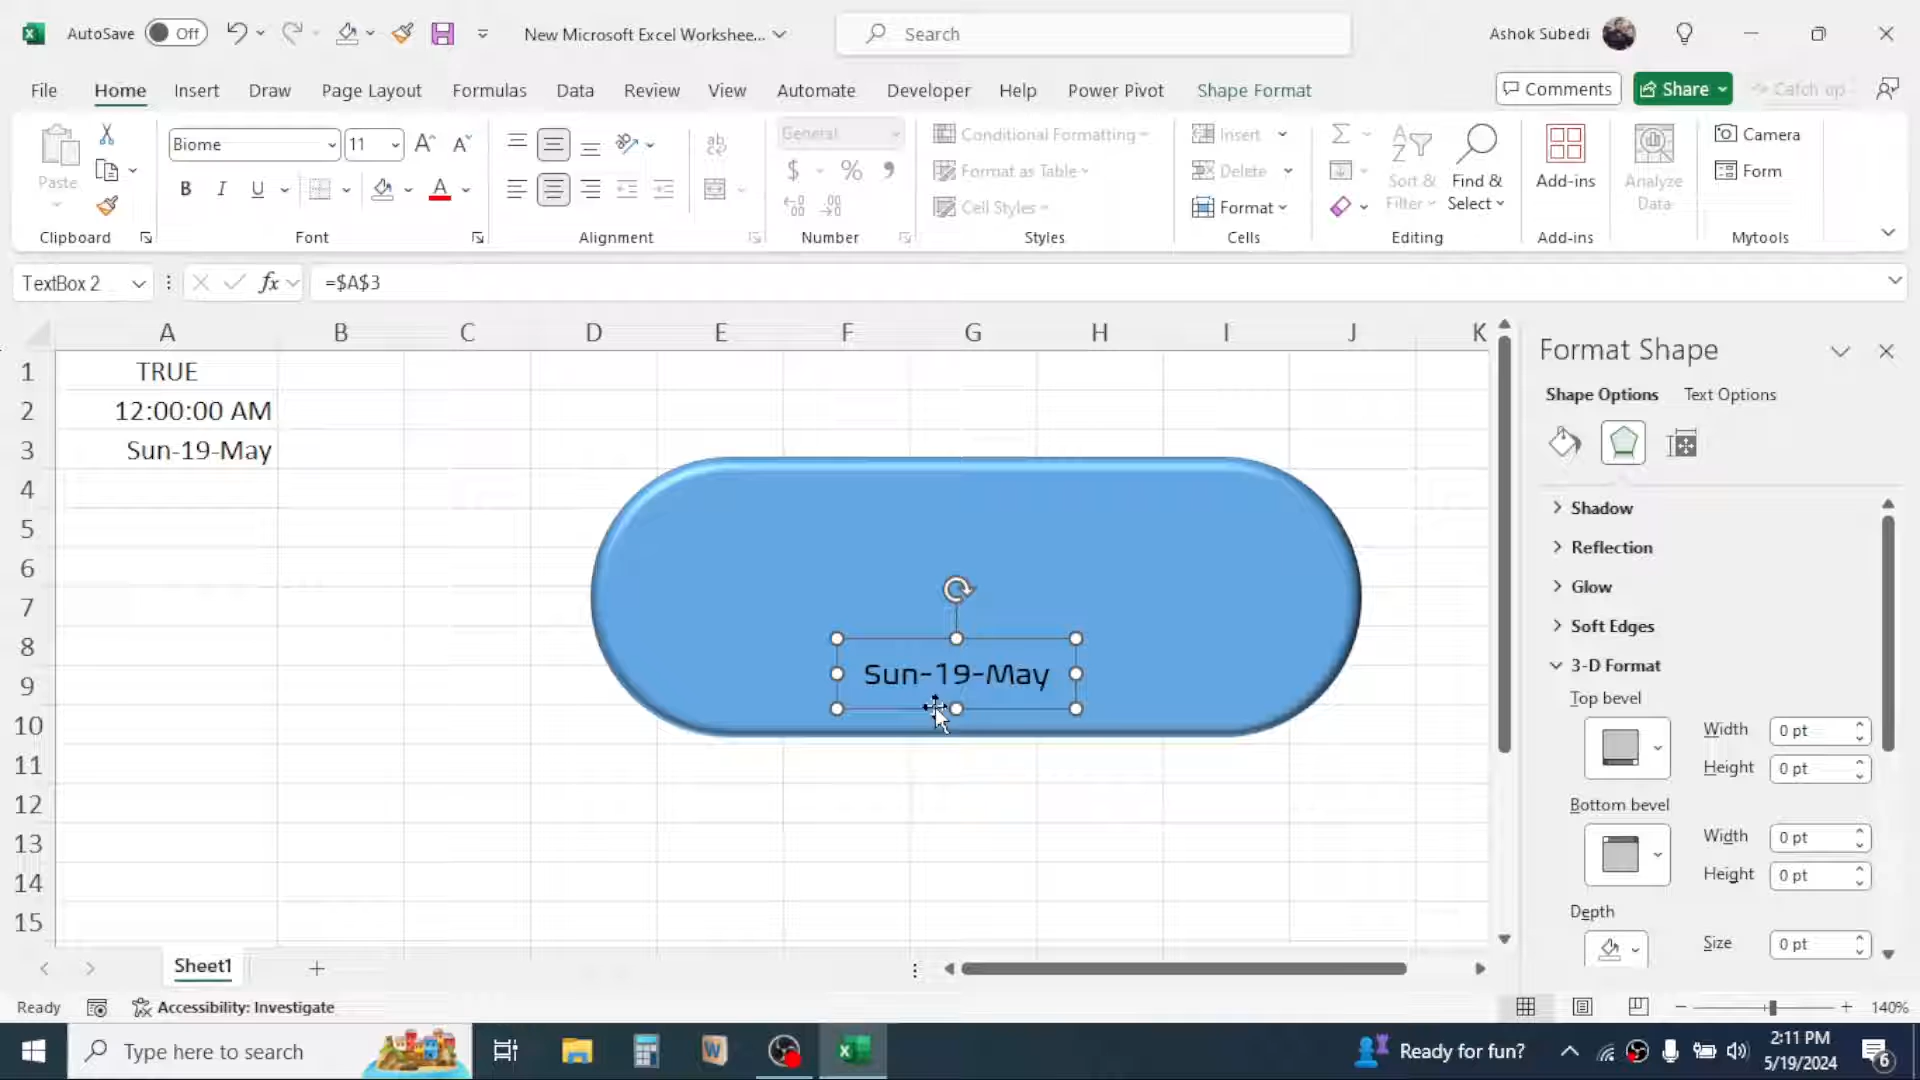 AutoSave Off New Microsoft Excel Workshee... Search Ashok Subedi
File Home Insert Draw Page Layout Formulas Data Review View Automate Developer Help Power Pivot Shape Format Comments Share Catch up
Paste Biome 11 General Conditional Formatting Insert Camera
Format as Table Delete Sort & Find & Add-ins Analyze Form
B I U A $ % Cell Styles Format Filter Select Data
Clipboard Font Alignment Number Styles Cells Editing Add-ins Mytools
TextBox 2 fx =$A$3
A B C D E F G H I J K
1 TRUE
2 12:00:00 AM
3 Sun-19-May
4
5
6
7
8
9
10
11
12
13
14
15
Sun-19-May
Format Shape
Shape Options Text Options
Shadow
Reflection
Glow
Soft Edges
3-D Format
Top bevel
Width 0 pt
Height 0 pt
Bottom bevel
Width 0 pt
Height 0 pt
Depth
Size 0 pt
Sheet1
Ready Accessibility: Investigate 140%
Type here to search Ready for fun? 2:11 PM
5/19/2024 6